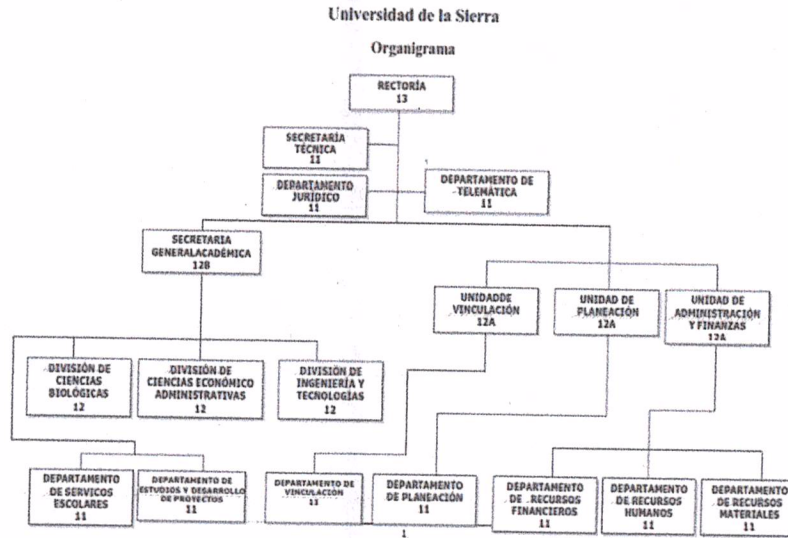 Universidad de la Sierra
Organigrama
RECTORÍA
13
SECRETARÍA
TÉCNICA
11
DEPARTAMENTO
JURÍDICO
11
DEPARTAMENTO DE
TELEMÁTICA
11
SECRETARIA
GENERALACADÉMICA
12B
UNIDADDE
VINCULACIÓN
12A
UNIDAD DE
PLANEACIÓN
12A
UNIDAD DE
ADMINISTRACIÓN
Y FINANZAS
12A
DIVISIÓN DE
CIENCIAS
BIOLÓGICAS
12
DIVISIÓN DE
CIENCIAS ECONÓMICO
ADMINISTRATIVAS
12
DIVISIÓN DE
INGENIERÍA Y
TECNOLOGÍAS
12
DEPARTAMENTO
DE SERVICOS
ESCOLARES
11
DEPARTAMENTO DE
ESTUDIOS Y DESARROLLO
DE PROYECTOS
11
DEPARTAMENTO DE
VINCULACIÓN
11
DEPARTAMENTO
DE PLANEACIÓN
11
DEPARTAMENTO
DE RECURSOS
FINANCIEROS
11
DEPARTAMENTO
DE RECURSOS
HUMANOS
11
DEPARTAMENTO
DE RECURSOS
MATERIALES
11
1